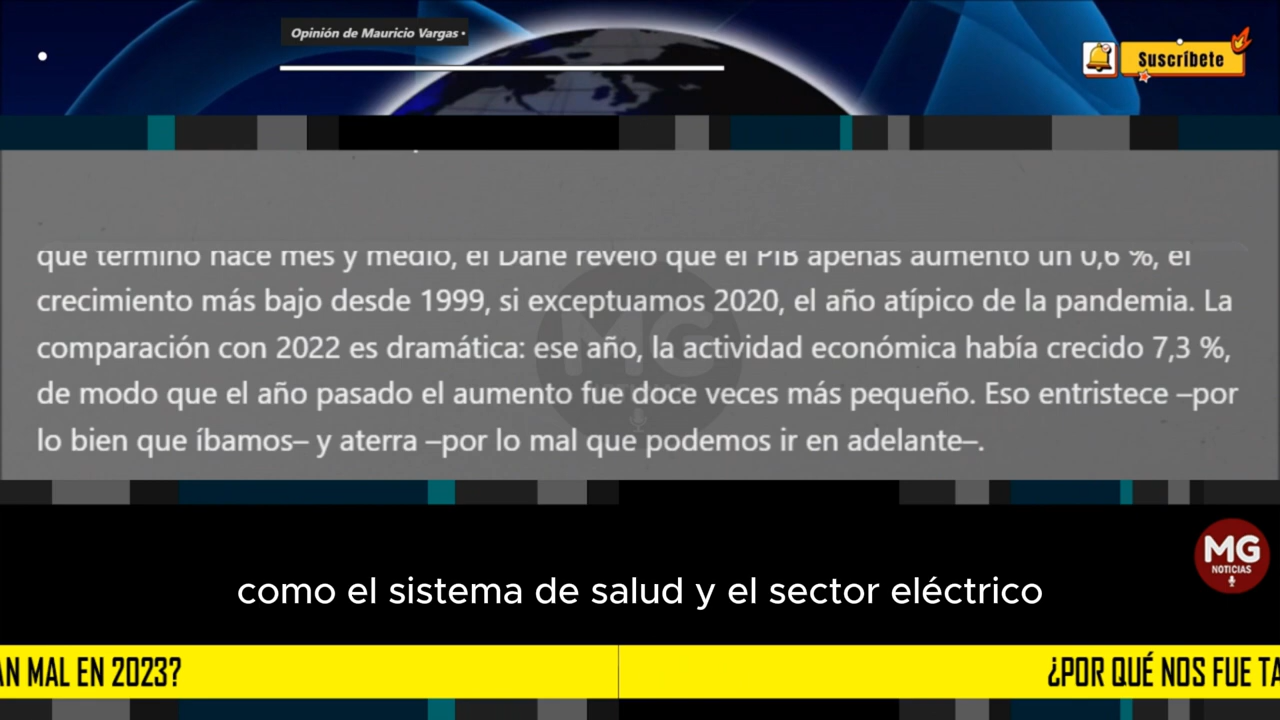 Opinión de Mauricio Vargas •
Suscríbete
que terminó hace mes y medio, el Dane reveló que el PIB apenas aumentó un 0,6 %, el
crecimiento más bajo desde 1999, si exceptuamos 2020, el año atípico de la pandemia. La
comparación con 2022 es dramática: ese año, la actividad económica había crecido 7,3 %,
de modo que el año pasado el aumento fue doce veces más pequeño. Eso entristece –por
lo bien que íbamos– y aterra –por lo mal que podemos ir en adelante–.
MG
NOTICIAS
como el sistema de salud y el sector eléctrico
MG
NOTICIAS
AN MAL EN 2023?
¿POR QUÉ NOS FUE TA